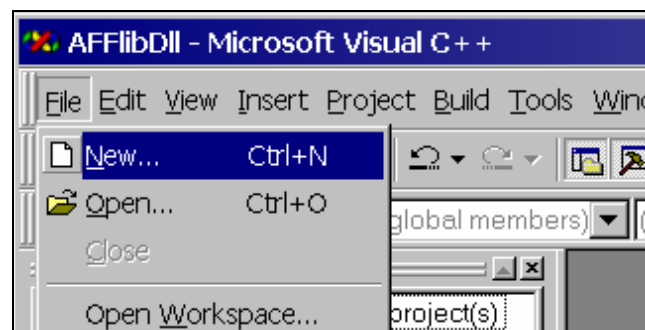 AFFlibDll - Microsoft Visual C++
File Edit View Insert Project Build Tools
New... Ctrl+N
Open... Ctrl+O
global members)
Close
Open Workspace...
project(s)